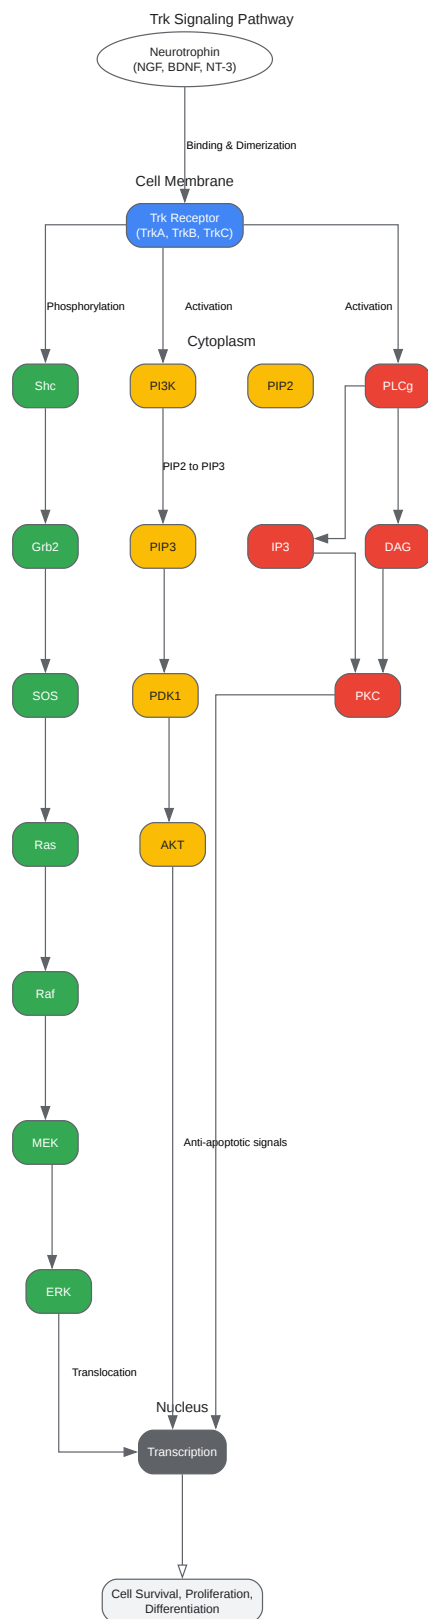 Trk Signaling Pathway
Neurotrophin
(NGF, BDNF, NT-3)
Binding & Dimerization
Cell Membrane
Trk Receptor
(TrkA, TrkB, TrkC)
Phosphorylation
Activation
Activation
Cytoplasm
Shc
PI3K
PIP2
PLCg
PIP2 to PIP3
Grb2
PIP3
IP3
DAG
SOS
PDK1
PKC
Ras
AKT
Raf
MEK
Anti-apoptotic signals
ERK
Translocation
Nucleus
Transcription
Cell Survival, Proliferation,
Differentiation